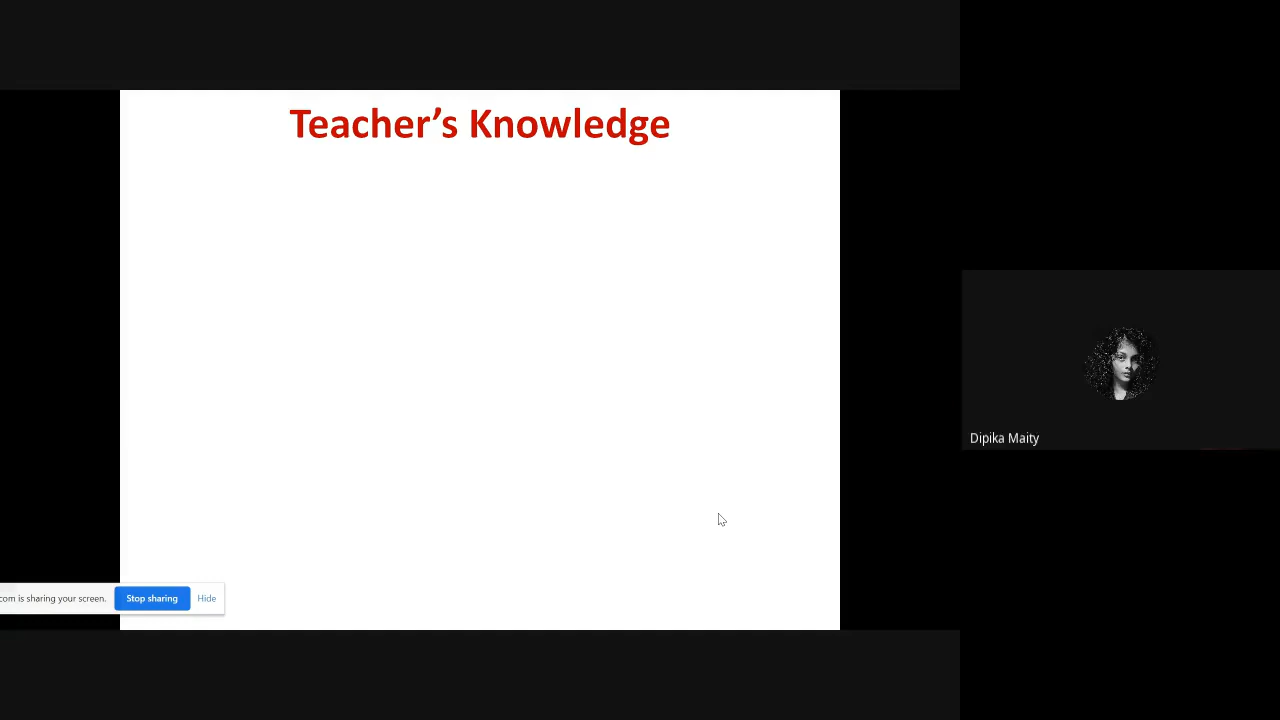 Teacher’s Knowledge
Dipika Maity
com is sharing your screen.
Stop sharing
Hide